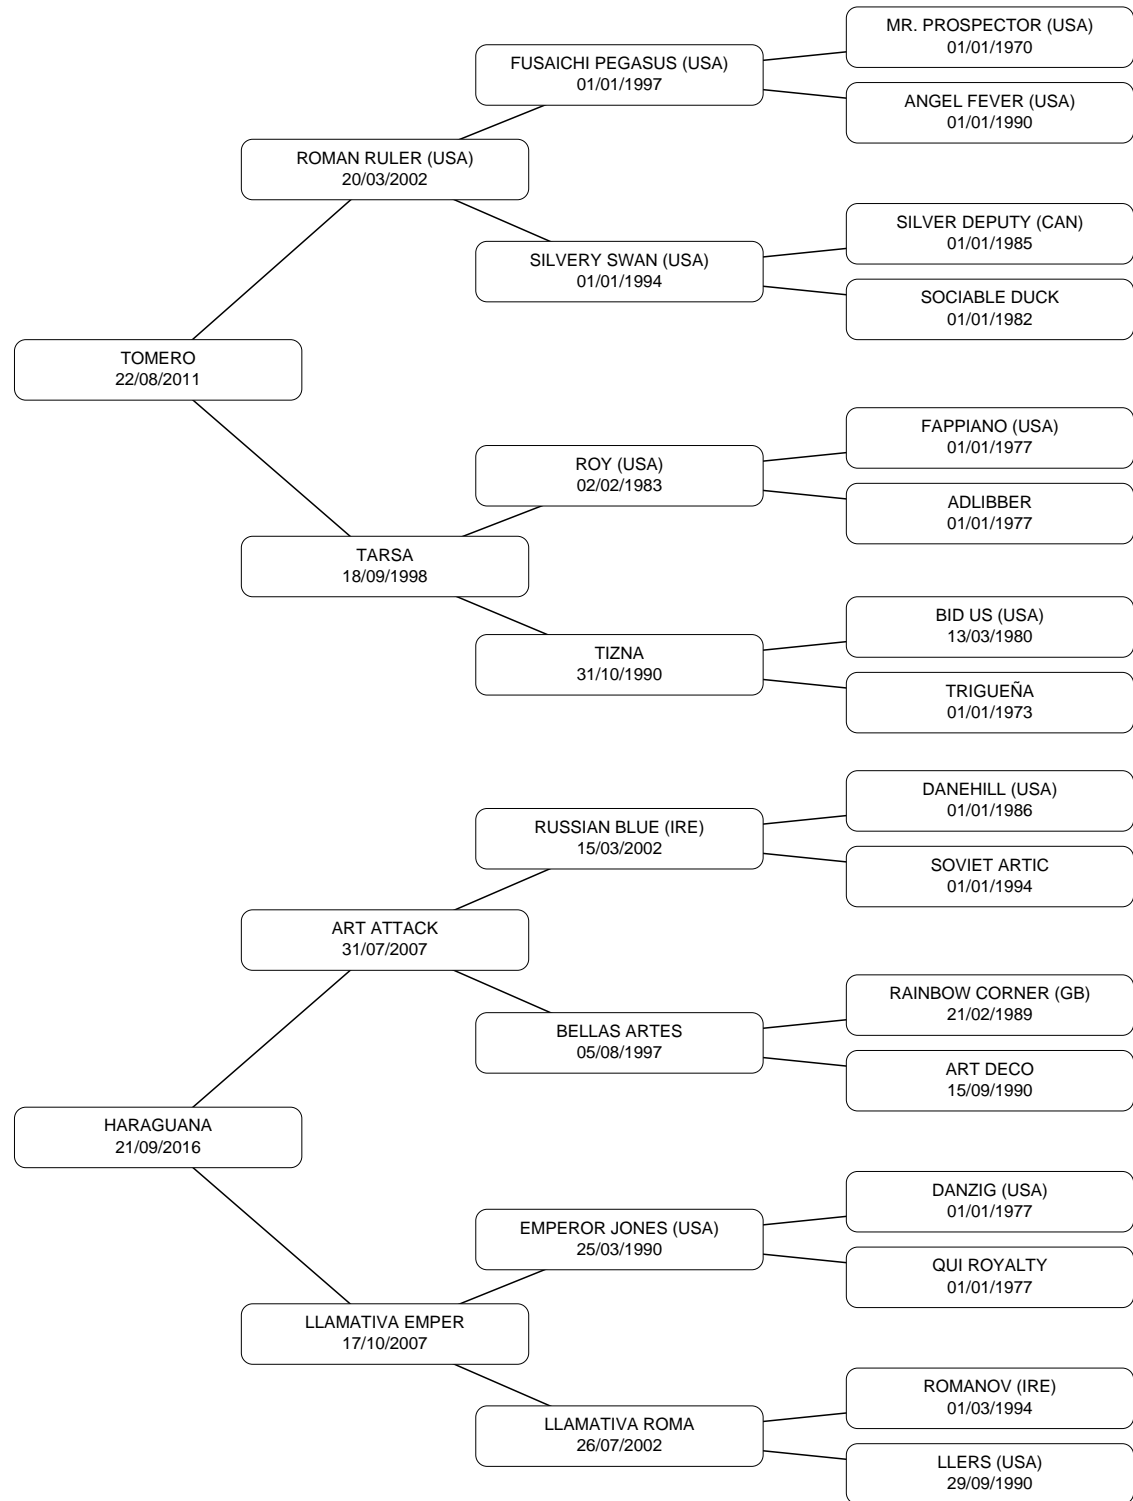 MR. PROSPECTOR (USA)
01/01/1970
FUSAICHI PEGASUS (USA)
01/01/1997
ANGEL FEVER (USA)
01/01/1990
ROMAN RULER (USA)
20/03/2002
SILVER DEPUTY (CAN)
01/01/1985
SILVERY SWAN (USA)
01/01/1994
SOCIABLE DUCK
01/01/1982
TOMERO
22/08/2011
FAPPIANO (USA)
01/01/1977
ROY (USA)
02/02/1983
ADLIBBER
01/01/1977
TARSA
18/09/1998
BID US (USA)
13/03/1980
TIZNA
31/10/1990
TRIGUEÑA
01/01/1973
DANEHILL (USA)
01/01/1986
RUSSIAN BLUE (IRE)
15/03/2002
SOVIET ARTIC
01/01/1994
ART ATTACK
31/07/2007
RAINBOW CORNER (GB)
21/02/1989
BELLAS ARTES
05/08/1997
ART DECO
15/09/1990
HARAGUANA
21/09/2016
DANZIG (USA)
01/01/1977
EMPEROR JONES (USA)
25/03/1990
QUI ROYALTY
01/01/1977
LLAMATIVA EMPER
17/10/2007
ROMANOV (IRE)
01/03/1994
LLAMATIVA ROMA
26/07/2002
LLERS (USA)
29/09/1990